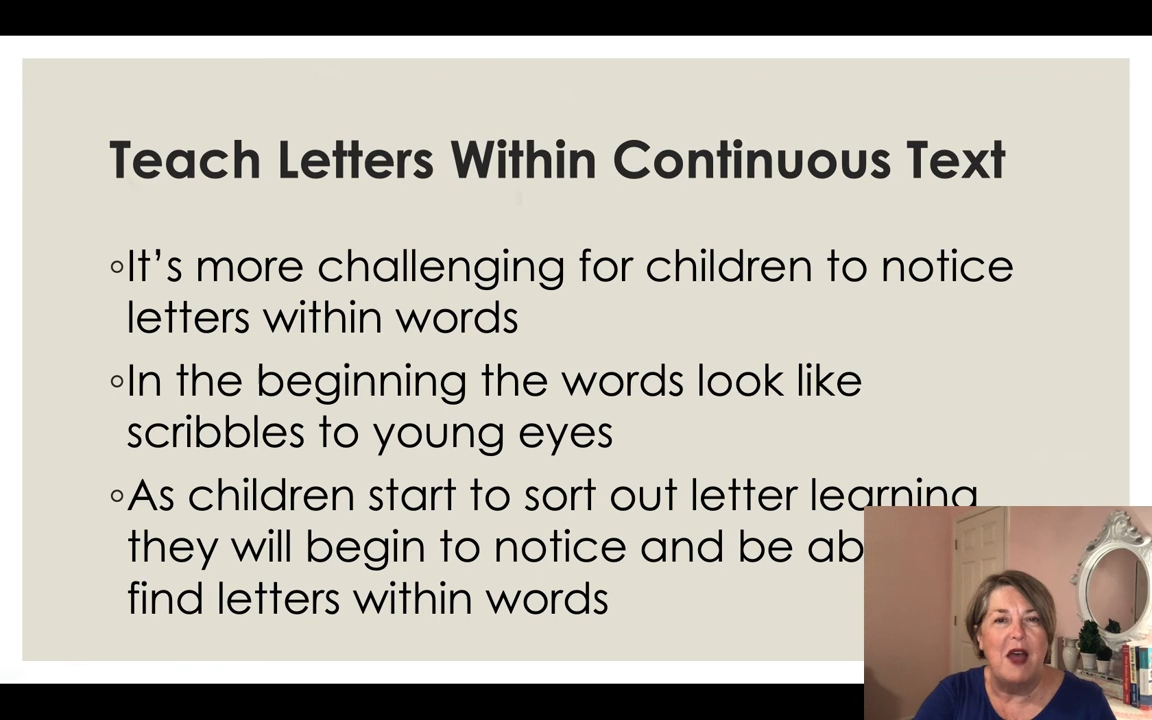 Teach Letters Within Continuous Text
◦It’s more challenging for children to notice
letters within words
◦In the beginning the words look like
scribbles to young eyes
◦As children start to sort out letter learning
they will begin to notice and be
find letters within words